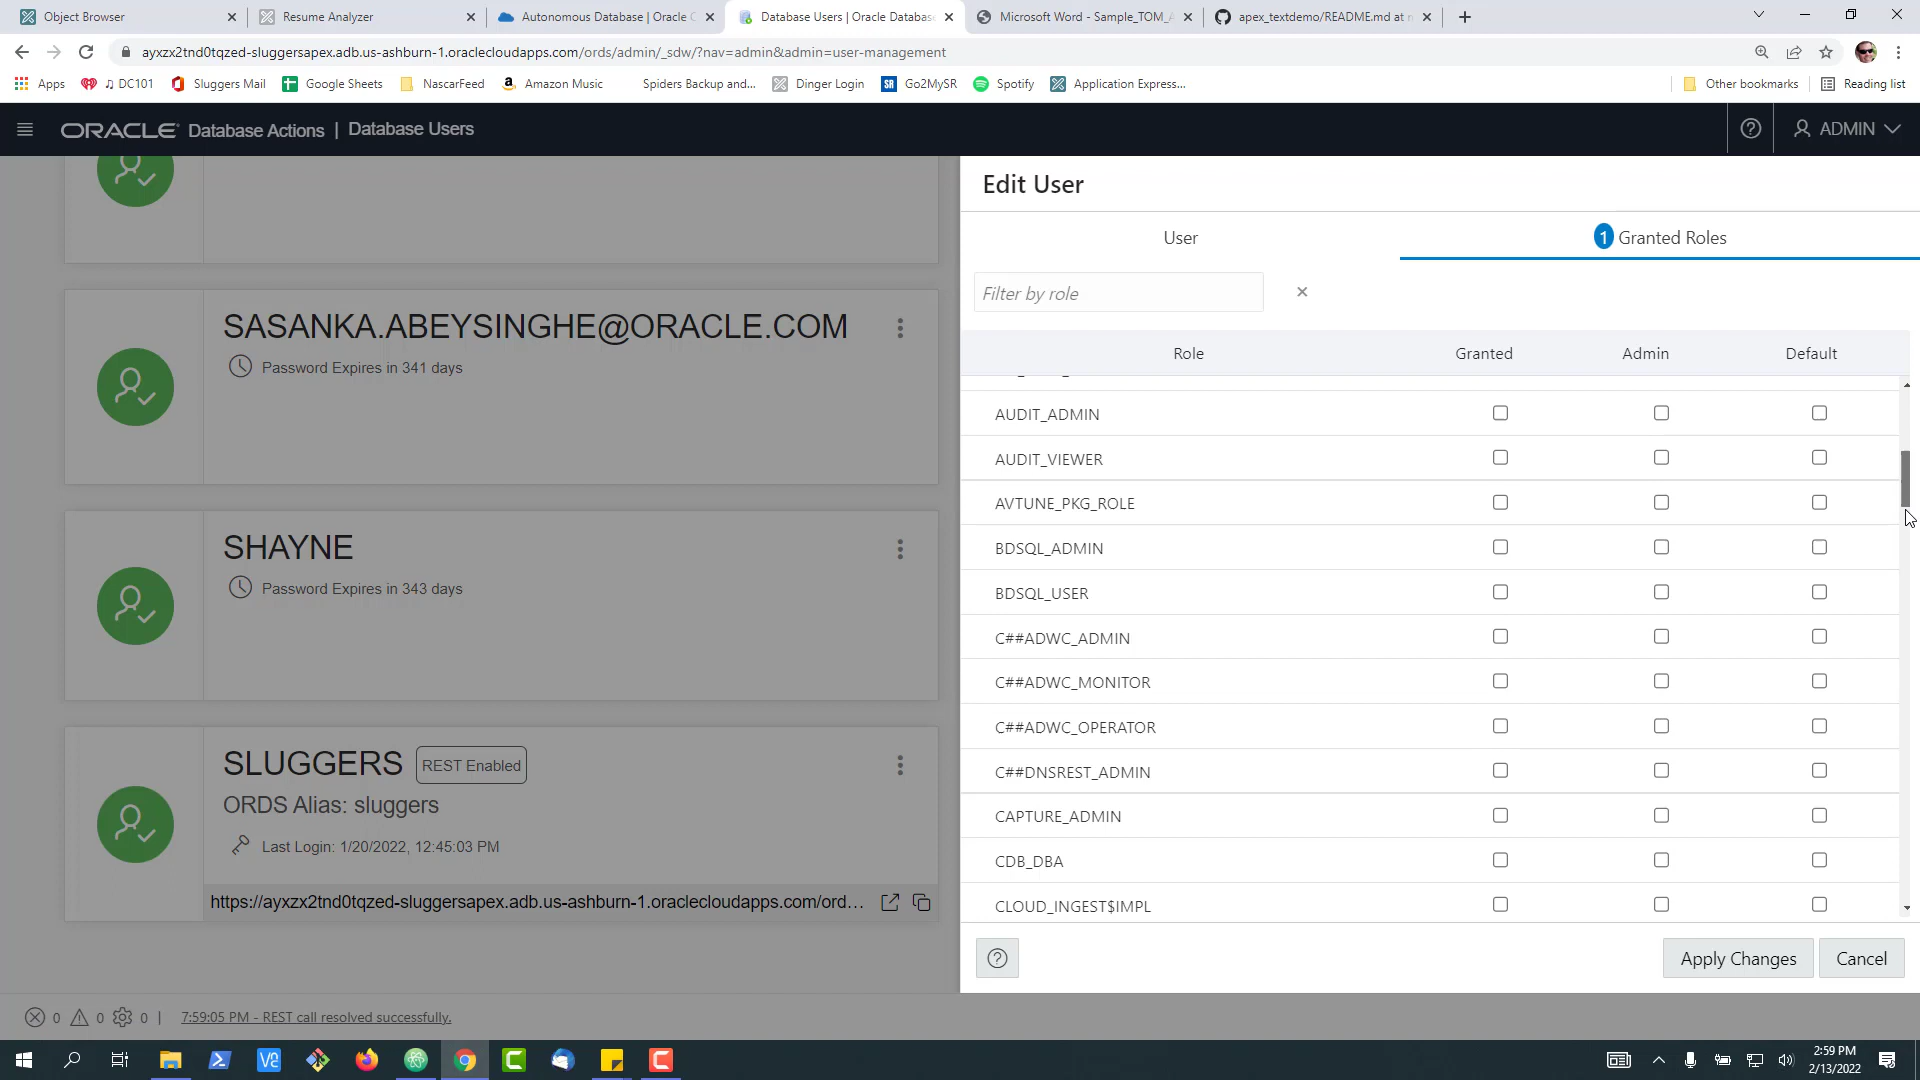 Object Browser
Resume Analyzer
Autonomous Database | Oracle C
Database Users | Oracle Database
Microsoft Word - Sample_TOM_A
apex_textdemo/README.md at
ayxzx2tnd0tqzed-sluggersapex.adb.us-ashburn-1.oraclecloudapps.com/ords/admin/_sdw/?nav=admin&admin=user-management
Apps
♫ DC101
Sluggers Mail
Google Sheets
NascarFeed
Amazon Music
Spiders Backup and...
Dinger Login
SR Go2MySR
Spotify
Application Express...
Other bookmarks
Reading list
ORACLE Database Actions | Database Users
ADMIN
SASANKA.ABEYSINGHE@ORACLE.COM
Password Expires in 341 days
SHAYNE
Password Expires in 343 days
SLUGGERS REST Enabled
ORDS Alias: sluggers
Last Login: 1/20/2022, 12:45:03 PM
https://ayxzx2tnd0tqzed-sluggersapex.adb.us-ashburn-1.oraclecloudapps.com/ord...
Edit User
User
1 Granted Roles
Filter by role
Role Granted Admin Default
AUDIT_ADMIN
AUDIT_VIEWER
AVTUNE_PKG_ROLE
BDSQL_ADMIN
BDSQL_USER
C##ADWC_ADMIN
C##ADWC_MONITOR
C##ADWC_OPERATOR
C##DNSREST_ADMIN
CAPTURE_ADMIN
CDB_DBA
CLOUD_INGEST$IMPL
Apply Changes
Cancel
0 0 0 | 7:59:05 PM - REST call resolved successfully.
2:59 PM
2/13/2022